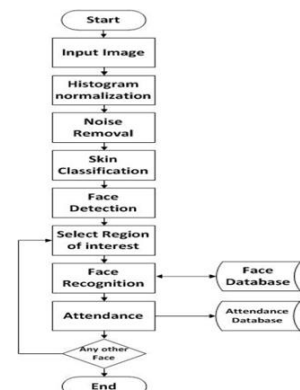 Start
Input Image
Histogram
normalization
Noise
Removal
Skin
Classification
Face
Detection
Select Region
of interest
Face
Recognition
Face
Database
Attendance
Attendance
Database
Any other
Face
End